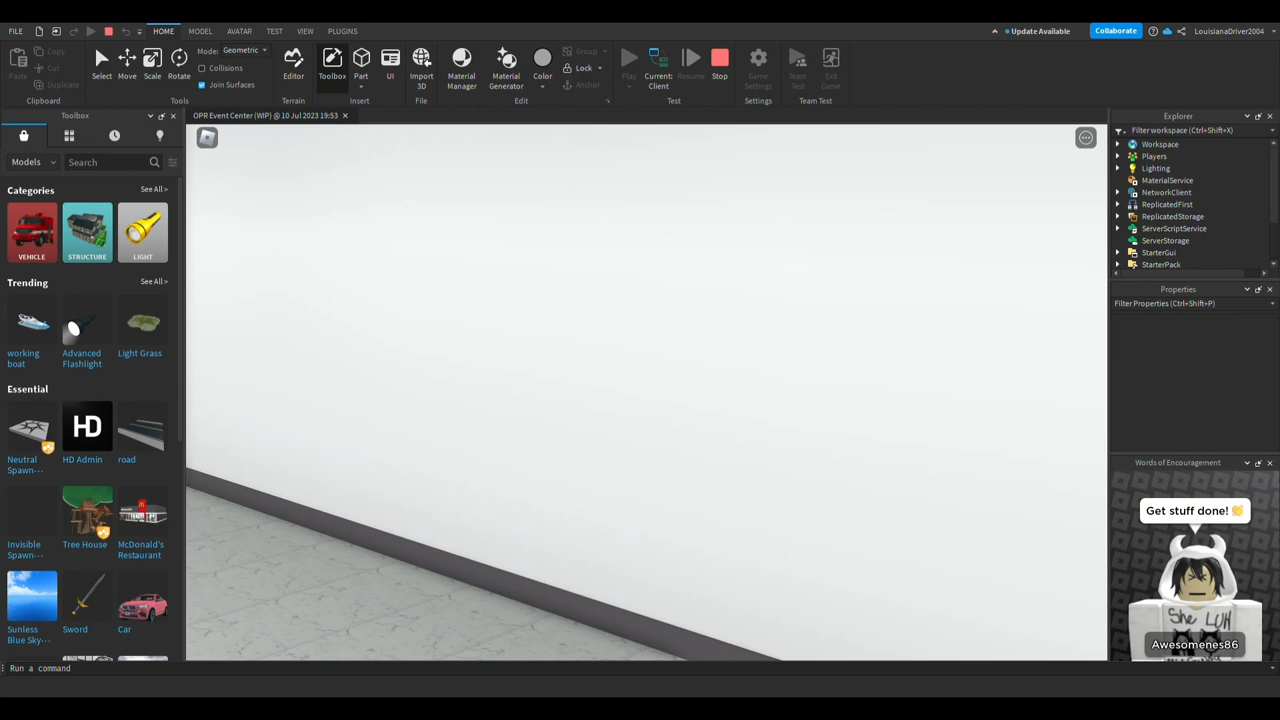 FILE HOME MODEL AVATAR TEST VIEW PLUGINS Update Available Collaborate LouisianaDriver2004
Paste Copy Cut Duplicate Clipboard
Select Move Scale Rotate Mode: Geometric Collisions Join Surfaces Tools
Editor Terrain
Toolbox Part UI Insert
Import 3D File
Material Manager Material Generator Color Group Lock Anchor Edit
Play Current: Client Resume Stop Test
Game Settings Settings
Team Test Exit Game Team Test
Toolbox
Models Search
Categories See All >
VEHICLE STRUCTURE LIGHT
Trending See All >
working boat Advanced Flashlight Light Grass
Essential
HD
Neutral Spawn··· HD Admin road
Invisible Spawn··· Tree House McDonald's Restaurant
Sunless Blue Sky··· Sword Car
OPR Event Center (WIP) @ 10 Jul 2023 19:53
Explorer
Filter workspace (Ctrl+Shift+X)
Workspace
Players
Lighting
MaterialService
NetworkClient
ReplicatedFirst
ReplicatedStorage
ServerScriptService
ServerStorage
StarterGui
StarterPack
Properties
Filter Properties (Ctrl+Shift+P)
Words of Encouragement
Get stuff done! 👏
She LUH
Awesomenes86
Run a command